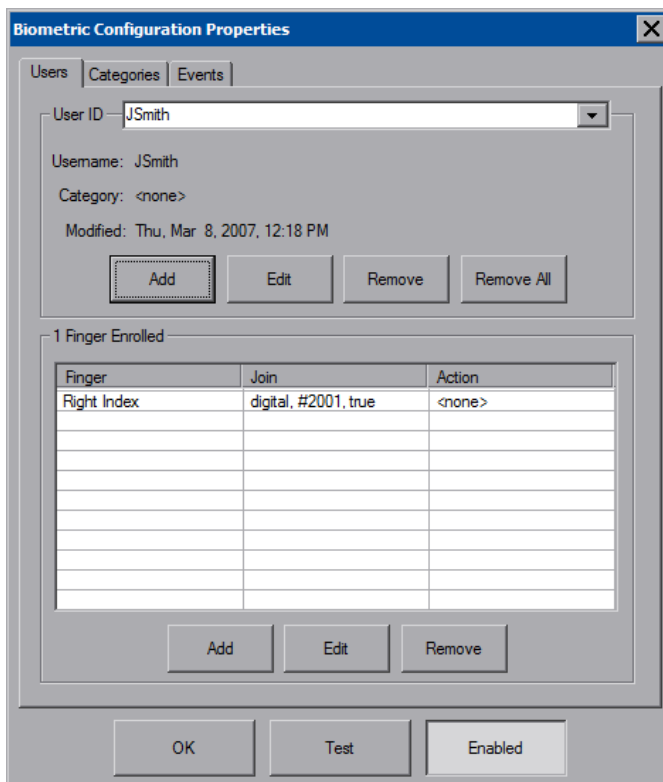 Biometric Configuration Properties
Users Categories Events
User ID JSmith
Username: JSmith
Category: <none>
Modified: Thu, Mar 8, 2007, 12:18 PM
Add Edit Remove Remove All
1 Finger Enrolled
Finger Join Action
Right Index digital, #2001, true <none>
Add Edit Remove
OK Test Enabled